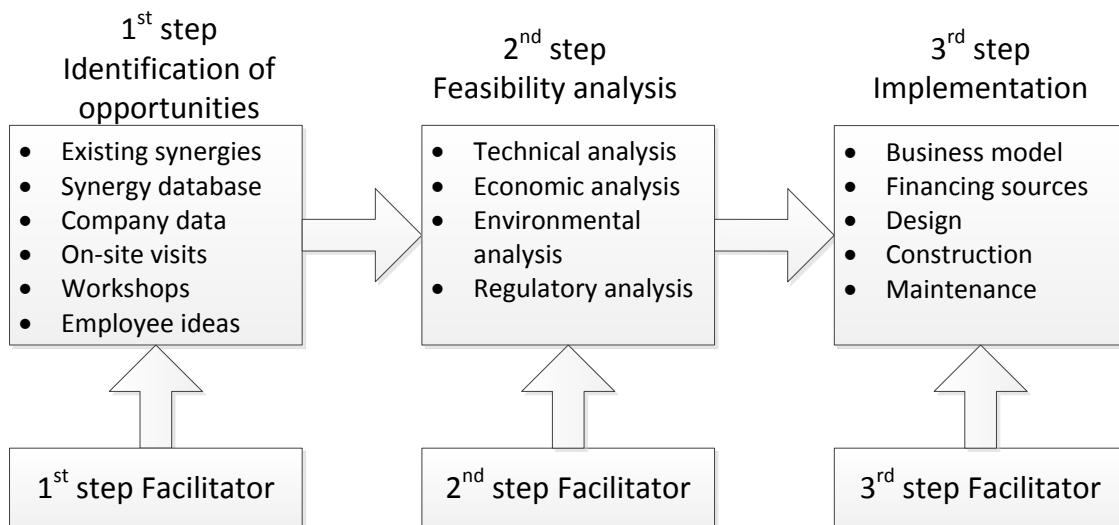 1st step
Identification of
opportunities
• Existing synergies
• Synergy database
• Company data
• On-site visits
• Workshops
• Employee ideas
1st step Facilitator
2nd step
Feasibility analysis
• Technical analysis
• Economic analysis
• Environmental
analysis
• Regulatory analysis
2nd step Facilitator
3rd step
Implementation
• Business model
• Financing sources
• Design
• Construction
• Maintenance
3rd step Facilitator